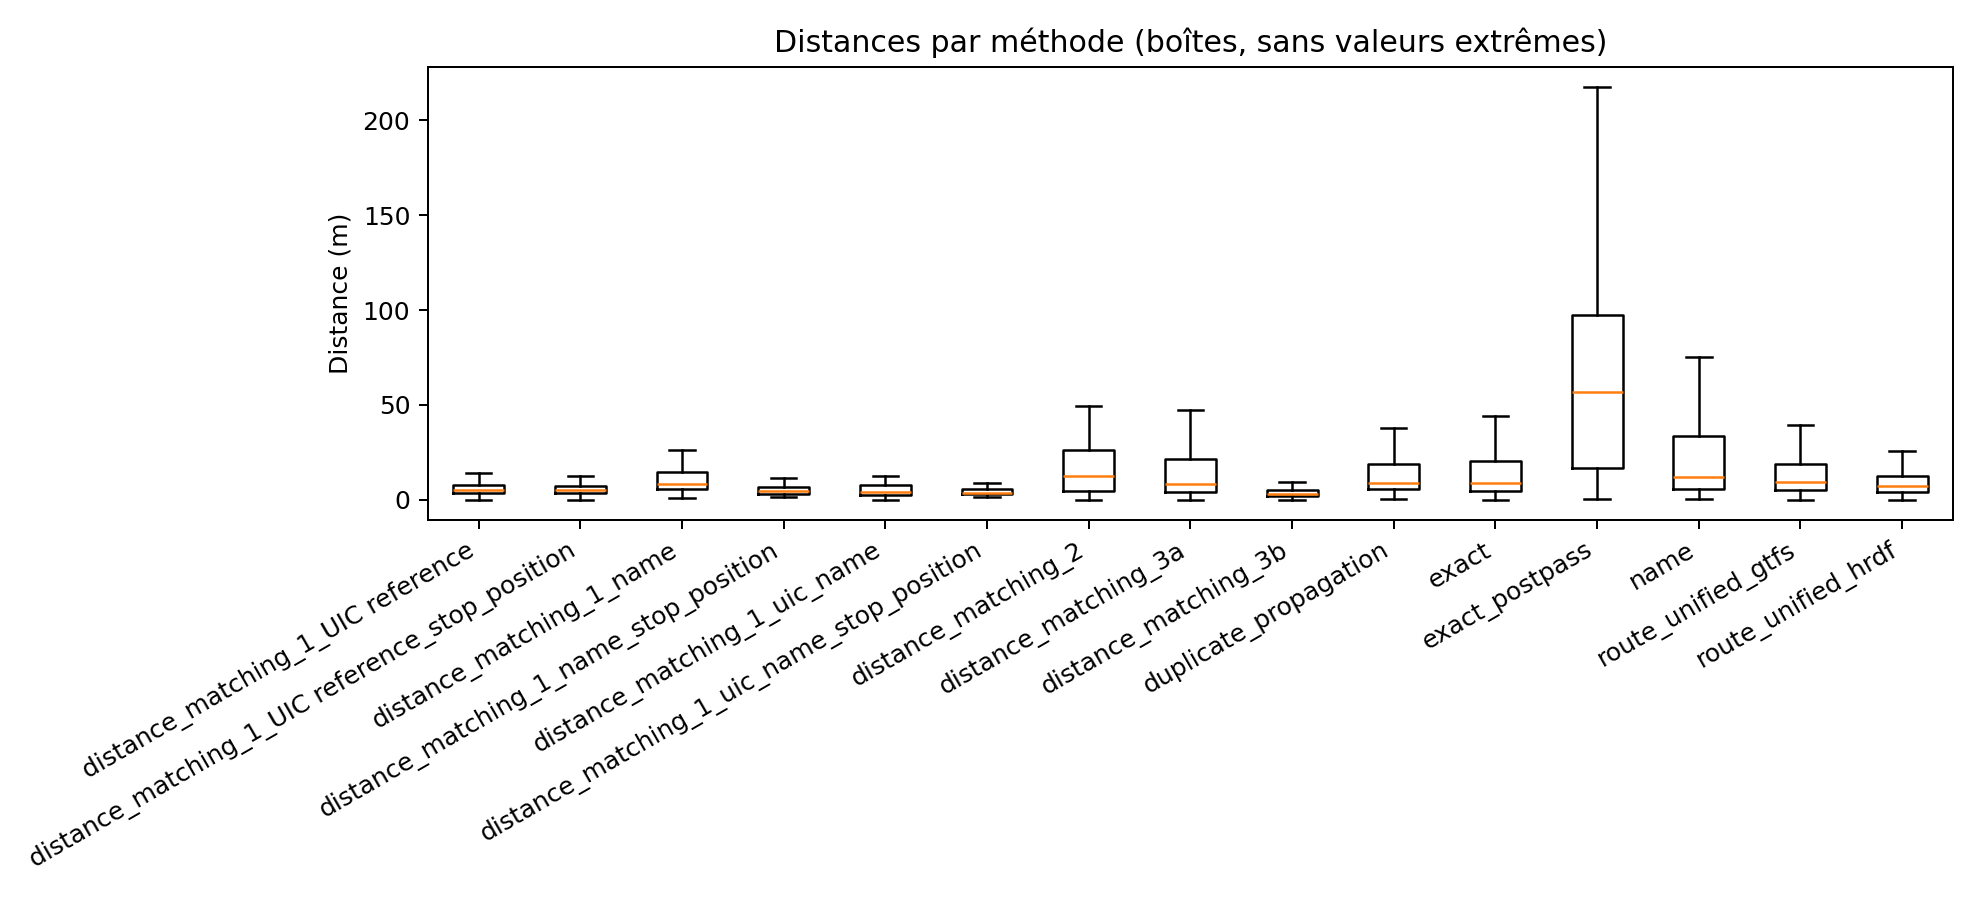 Distances par méthode (boîtes, sans valeurs extrêmes)
Distance (m)
200
150
100
50
0
distance_matching_1_UIC reference
distance_matching_1_UIC reference_stop_position
distance_matching_1_name
distance_matching_1_name_stop_position
distance_matching_1_uic_name
distance_matching_1_uic_name_stop_position
distance_matching_2
distance_matching_3a
distance_matching_3b
duplicate_propagation
exact
exact_postpass
name
route_unified_gtfs
route_unified_hrdf